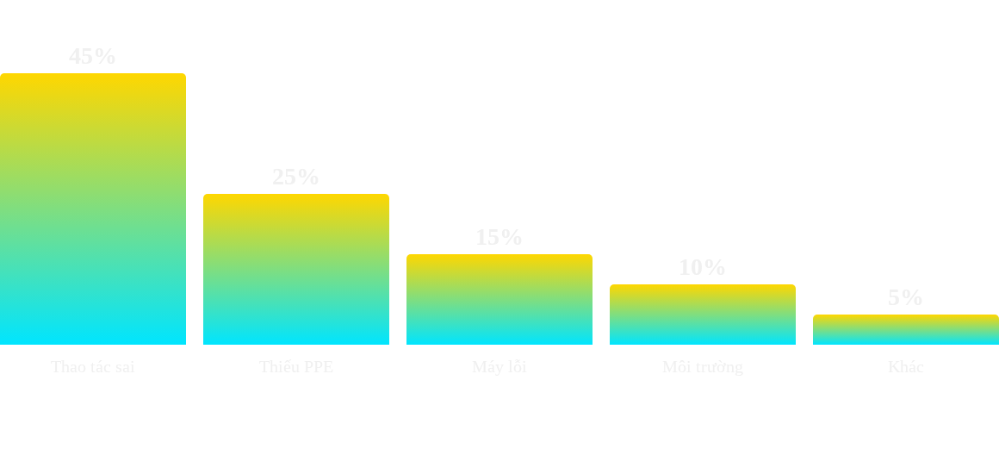 45%
25%
15%
10%
5%
Thao tác sai
Thiếu PPE
Máy lỗi
Môi trường
Khác